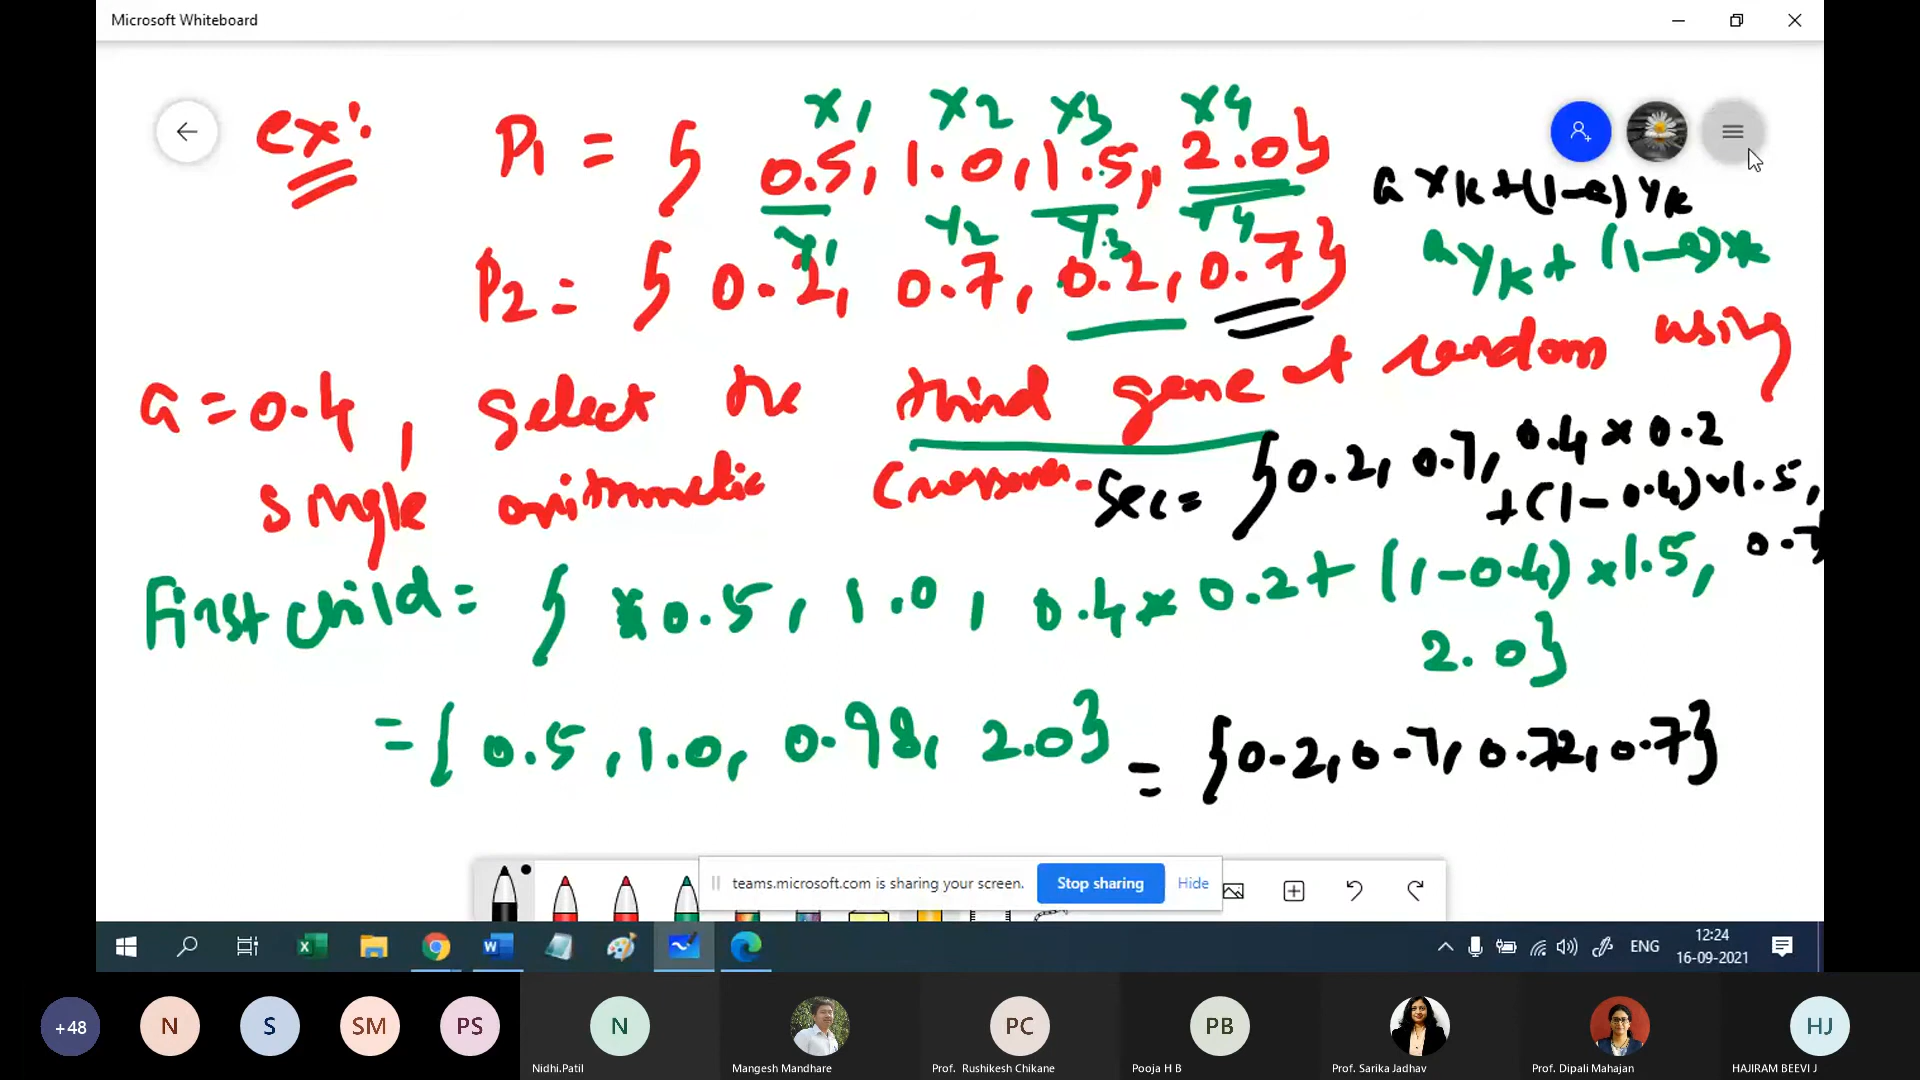 Microsoft Whiteboard
ex:
x1 x2 x3 x4
P1 = { 0.5, 1.0, 1.5, 2.0}
a xk + (1-a) yk
y1 y2 y3 y4
P2 = { 0.2, 0.7, 0.2, 0.7}
a yk + (1-a) xk
a = 0.4, select the third gene at random using
single arithmetic crossover.
Sec = { 0.2, 0.7, 0.4 x 0.2
+ (1 - 0.4) x 1.5,
0.7
First child = { 0.5, 1.0, 0.4 * 0.2 + (1-0.4) x 1.5,
2.0}
= { 0.5, 1.0, 0.98, 2.0}
= {0.2, 0.7, 0.72, 0.7}
teams.microsoft.com is sharing your screen. Stop sharing Hide
ENG
12:24
16-09-2021
+48 N S SM PS N PC PB HJ
Nidhi.Patil Mangesh Mandhare Prof. Rushikesh Chikane Pooja H B Prof. Sarika Jadhav Prof. Dipali Mahajan HAJIRAM BEEVI J